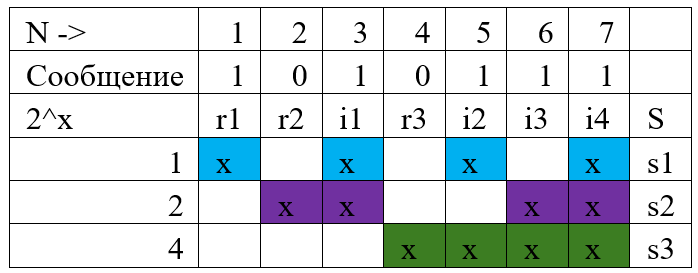 N -> 1 2 3 4 5 6 7
Сообщение 1 0 1 0 1 1 1
2^x r1 r2 i1 r3 i2 i3 i4 S
1 x x x x s1
2 x x x x s2
4 x x x x s3